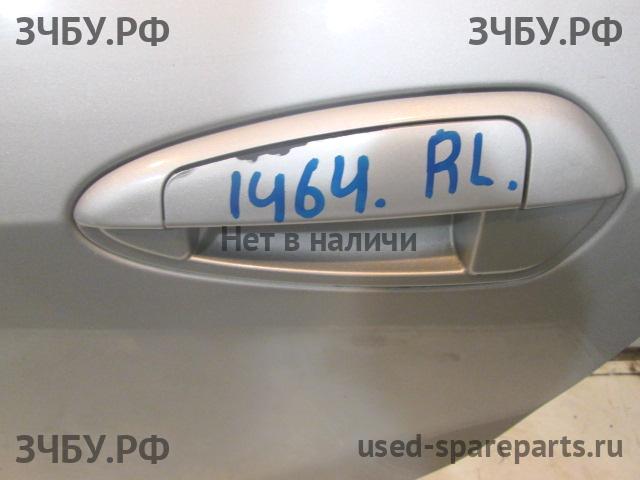 ЗЧБУ.РФ ЗЧБУ.РФ
1464. RL.
Нет в наличи
ЗЧБУ.РФ used-spareparts.ru